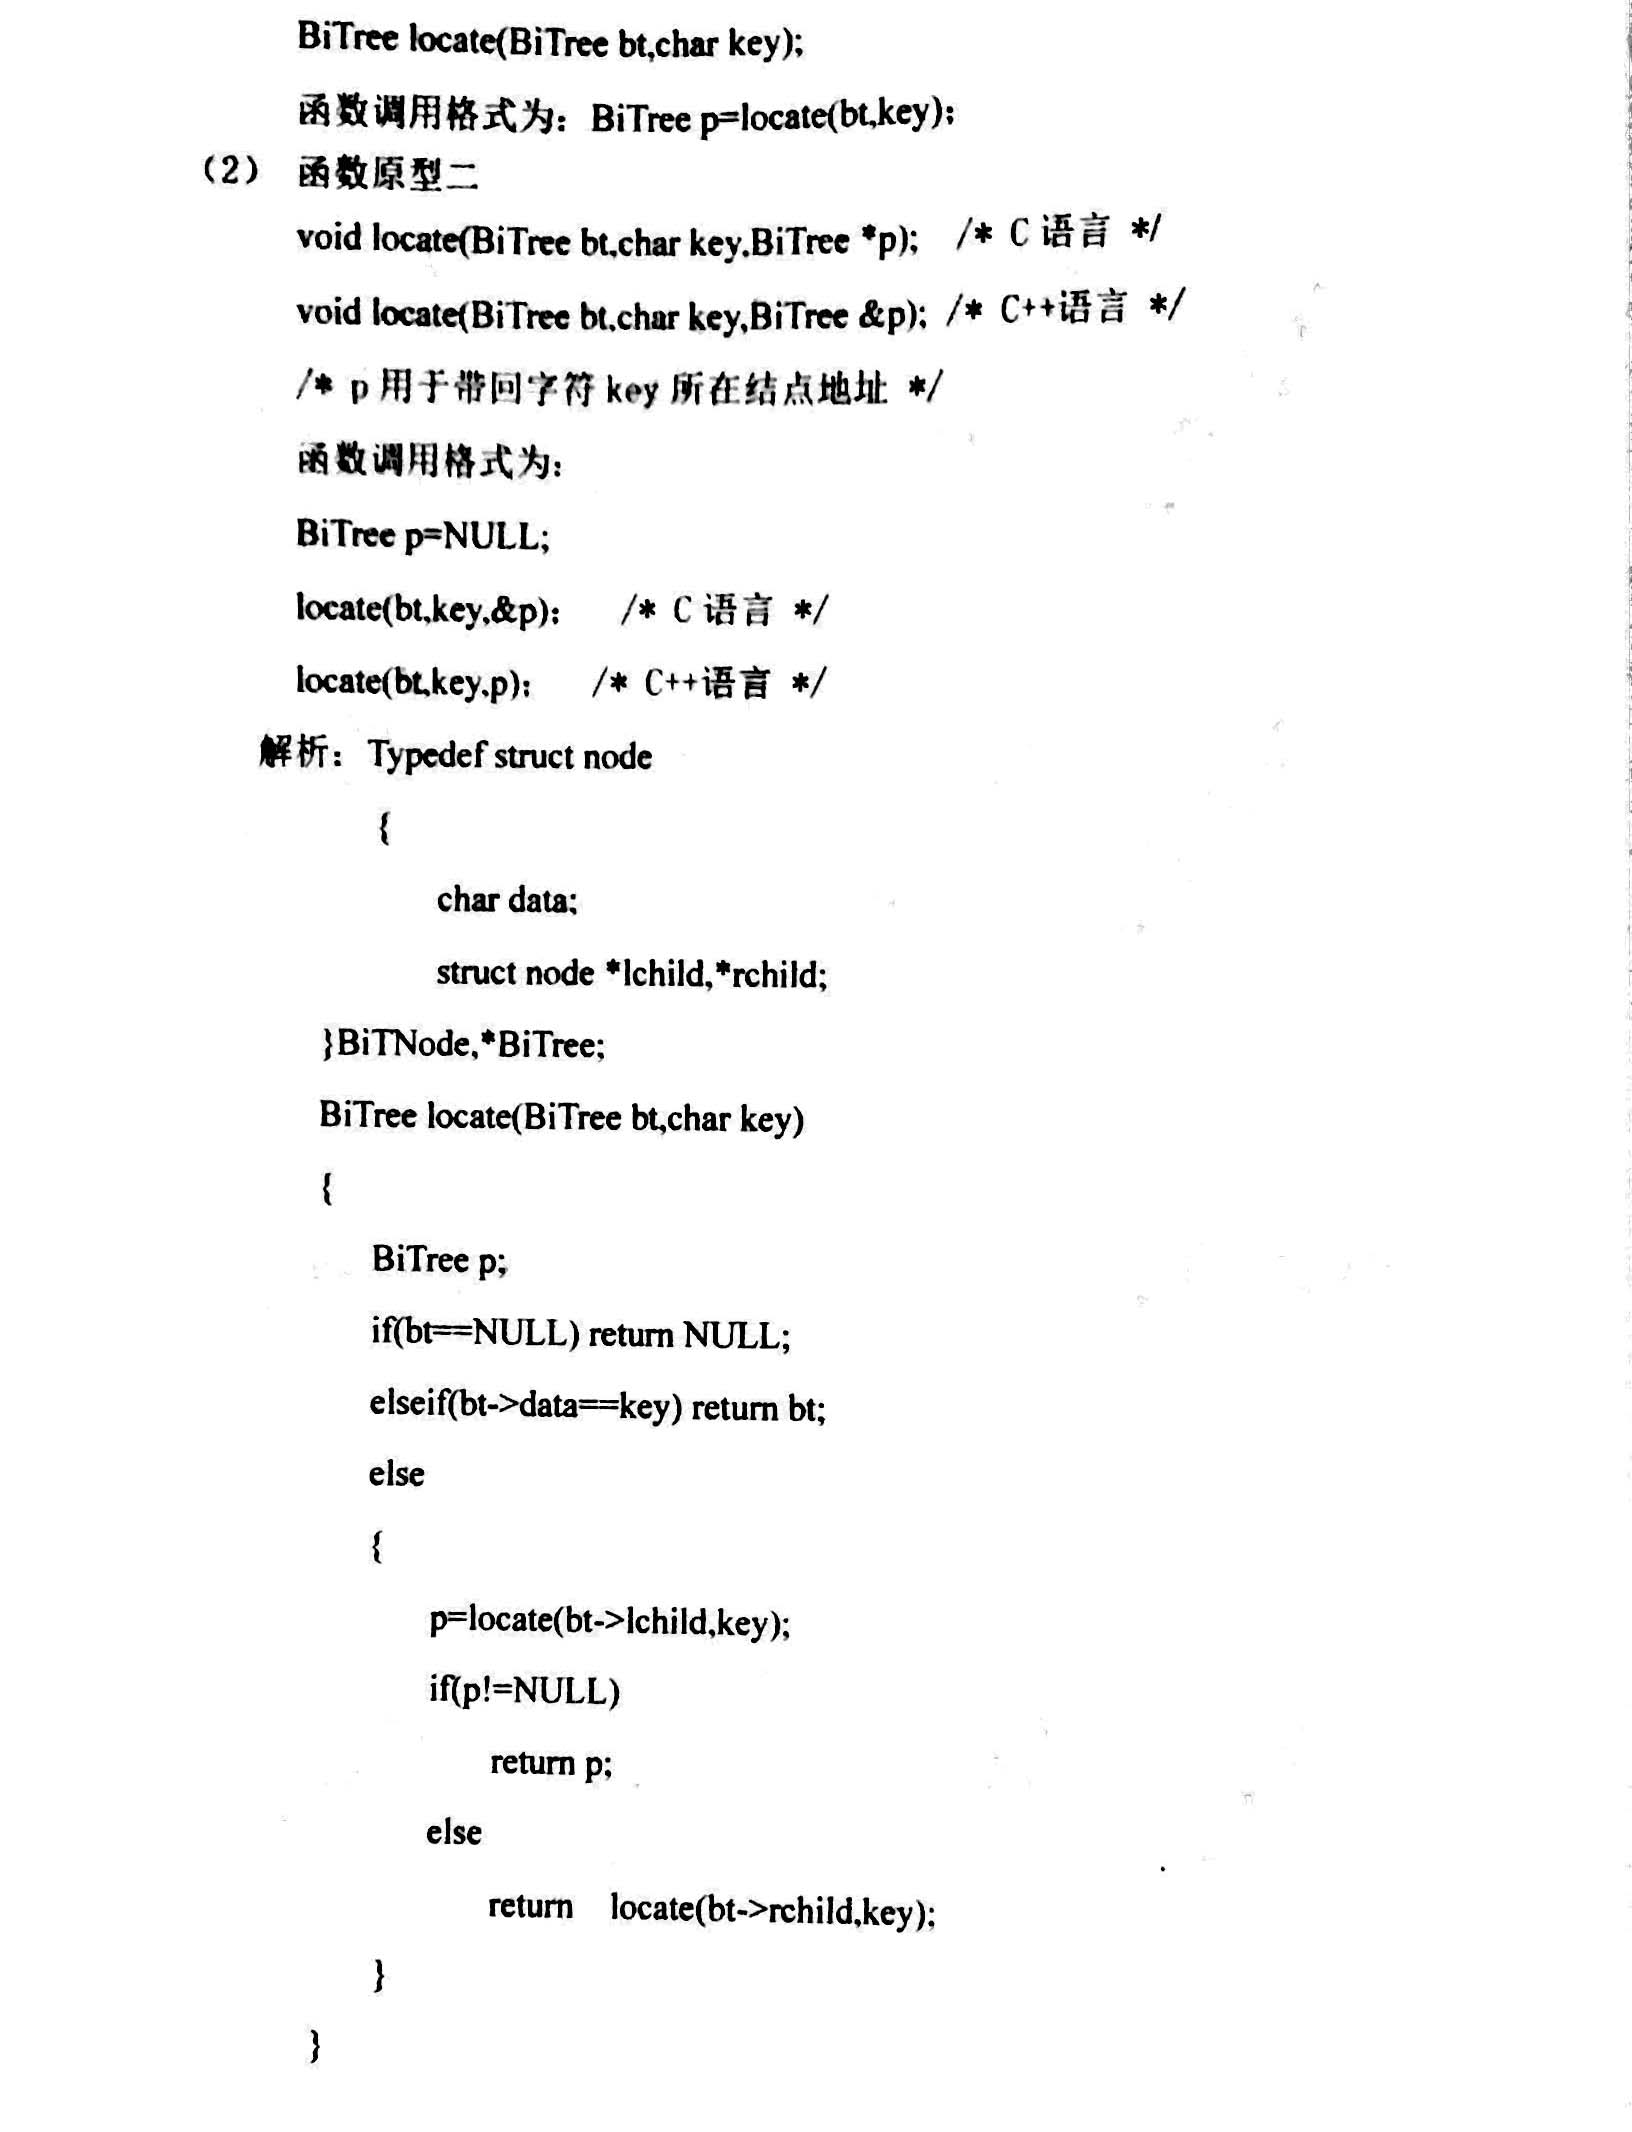 BiTree locate(BiTree bt,char key);
函数调用格式为：BiTree p=locate(bt,key);
（2） 函数原型二
void locate(BiTree bt,char key,BiTree *p); /* C 语言 */
void locate(BiTree bt,char key,BiTree &p); /* C++语言 */
/* p 用于带回字符 key 所在结点地址 */
函数调用格式为：
BiTree p=NULL;
locate(bt,key,&p); /* C 语言 */
locate(bt,key,p); /* C++语言 */
解析：Typedef struct node
{
char data;
struct node *lchild,*rchild;
}BiTNode,*BiTree;
BiTree locate(BiTree bt,char key)
{
BiTree p;
if(bt==NULL) return NULL;
elseif(bt->data==key) return bt;
else
{
p=locate(bt->lchild,key);
if(p!=NULL)
return p;
else
return locate(bt->rchild,key);
}
}